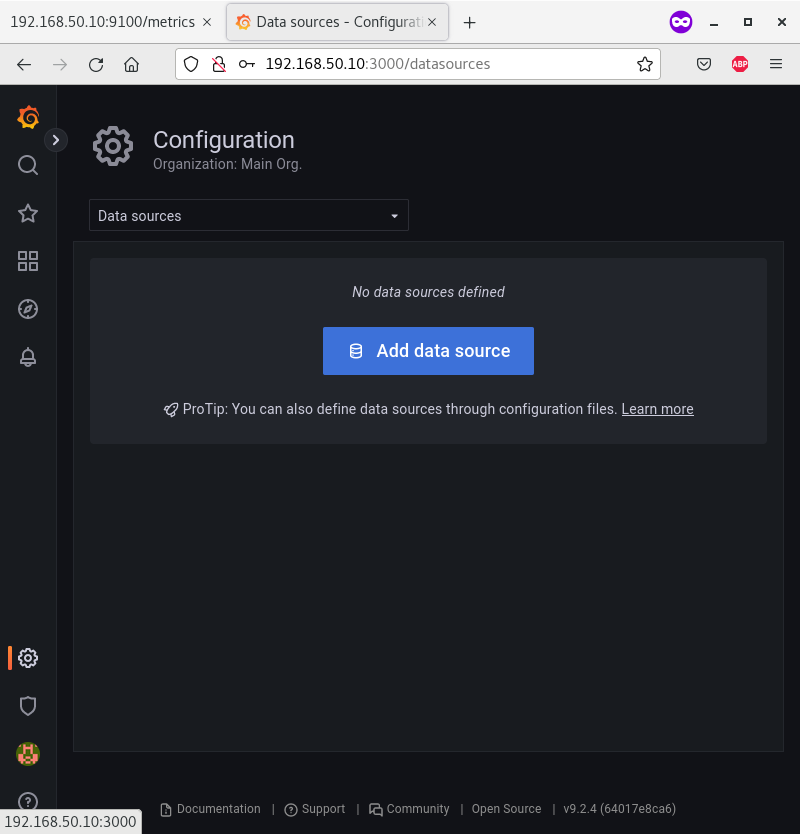 192.168.50.10:9100/metrics
Data sources - Configurati
192.168.50.10:3000/datasources
ABP
Configuration
Organization: Main Org.
Data sources
No data sources defined
Add data source
ProTip: You can also define data sources through configuration files. Learn more
Documentation | Support | Community | Open Source | v9.2.4 (64017e8ca6)
192.168.50.10:3000